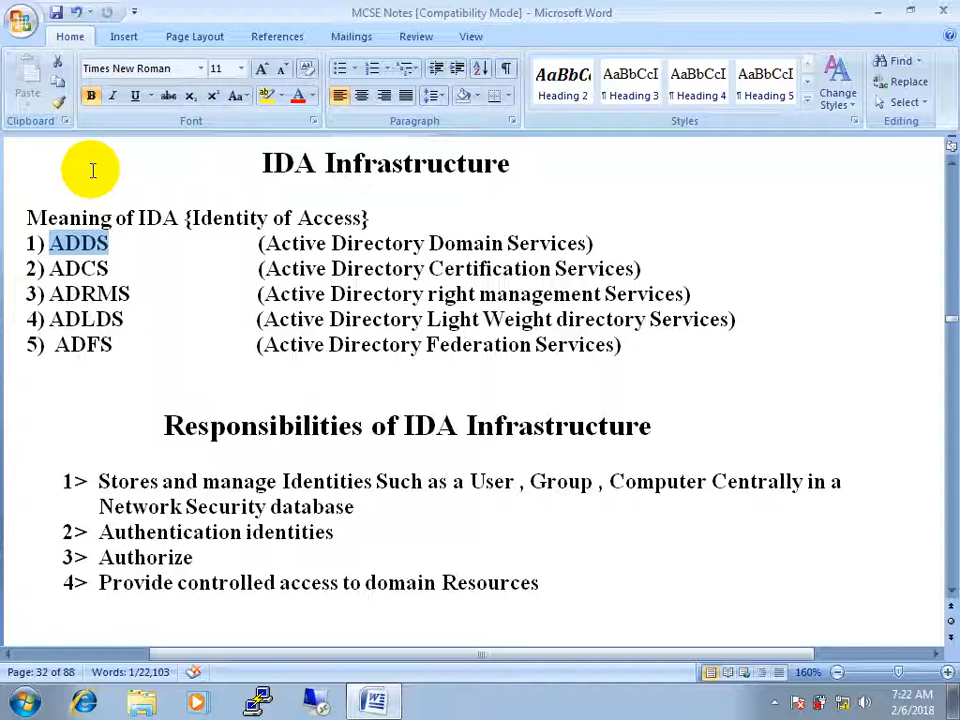 MCSE Notes [Compatibility Mode] - Microsoft Word
Home Insert Page Layout References Mailings Review View
Paste
Times New Roman 11
B I U abc x₂ x² Aa A
AaBbCc AaBbCcI AaBbCcI AaBbCcI
Heading 2 ¶ Heading 3 ¶ Heading 4 ¶ Heading 5
Change Styles
Find
Replace
Select
Clipboard Font Paragraph Styles Editing
IDA Infrastructure
Meaning of IDA {Identity of Access}
1) ADDS (Active Directory Domain Services)
2) ADCS (Active Directory Certification Services)
3) ADRMS (Active Directory right management Services)
4) ADLDS (Active Directory Light Weight directory Services)
5) ADFS (Active Directory Federation Services)
Responsibilities of IDA Infrastructure
1> Stores and manage Identities Such as a User , Group , Computer Centrally in a
Network Security database
2> Authentication identities
3> Authorize
4> Provide controlled access to domain Resources
Page: 32 of 88 Words: 1/22,103 160%
7:22 AM
2/6/2018